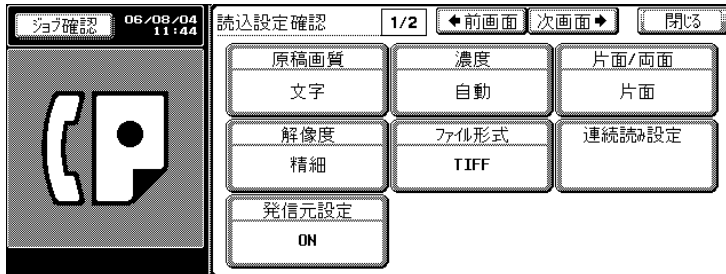 ジョブ確認 06/08/04
11:44
読込設定確認 1/2 ←前画面 次画面→ 閉じる
原稿画質 濃度 片面/両面
文字 自動 片面
解像度 ファイル形式 連続読み設定
精細 TIFF
発信元設定
ON